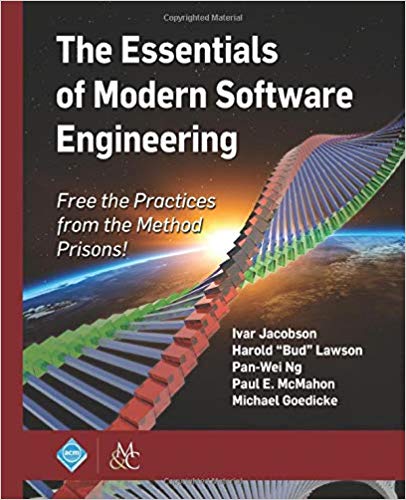 Copyrighted Material
The Essentials
of Modern Software
Engineering
Free the Practices
from the Method
Prisons!
Ivar Jacobson
Harold "Bud" Lawson
Pan-Wei Ng
Paul E. McMahon
Michael Goedicke
acm
M
&C